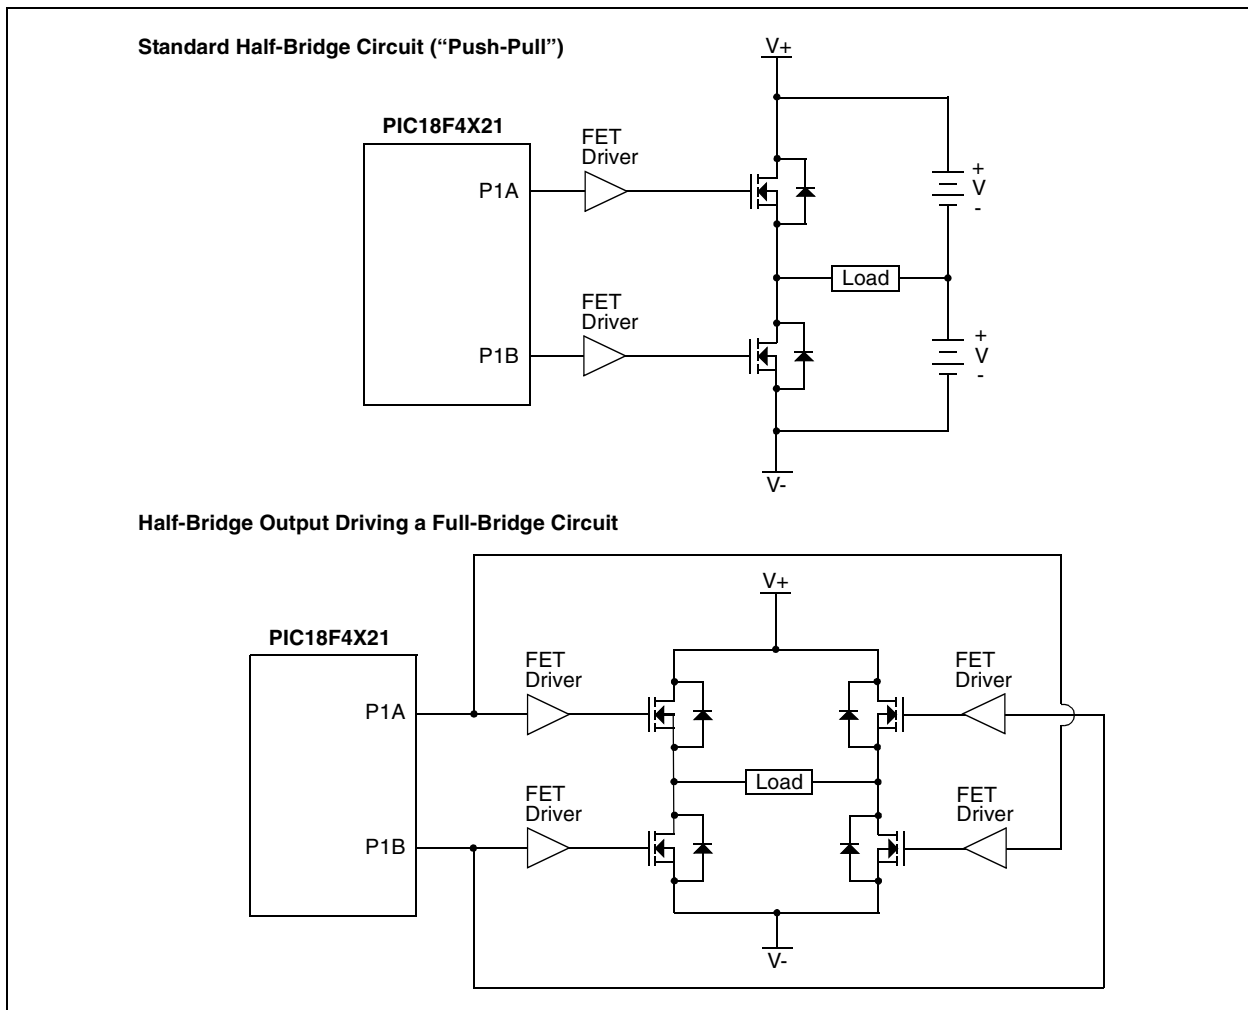 Standard Half-Bridge Circuit (“Push-Pull”)
V+
PIC18F4X21
FET
Driver
P1A
+
V
-
Load
FET
Driver
P1B
+
V
-
V-
Half-Bridge Output Driving a Full-Bridge Circuit
V+
PIC18F4X21
FET
Driver
FET
Driver
P1A
Load
FET
Driver
FET
Driver
P1B
V-